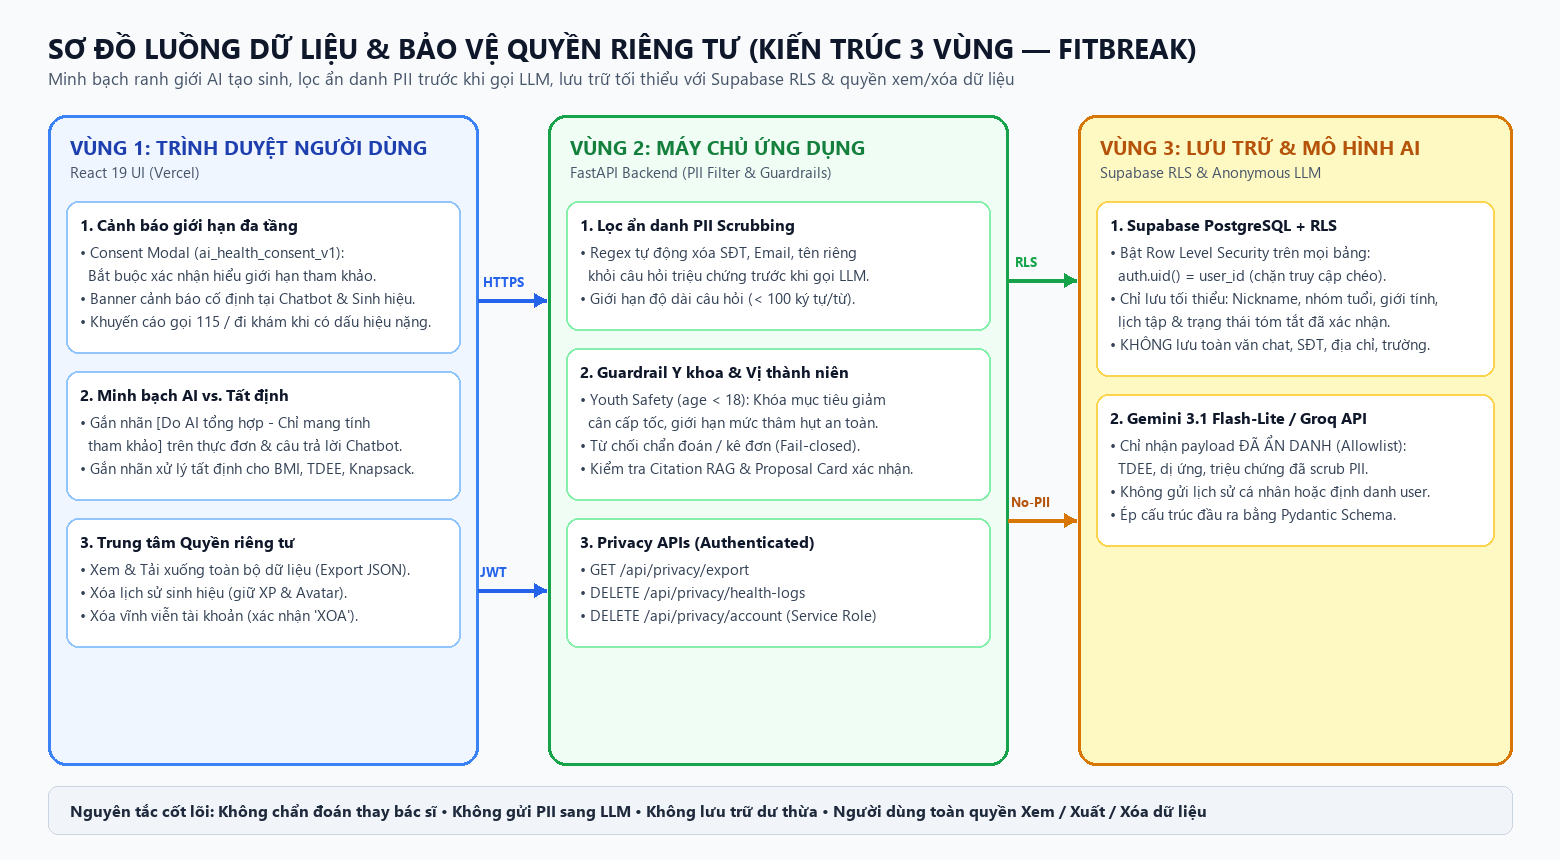 SƠ ĐỒ LUỒNG DỮ LIỆU & BẢO VỆ QUYỀN RIÊNG TƯ (KIẾN TRÚC 3 VÙNG — FITBREAK)
Minh bạch ranh giới AI tạo sinh, lọc ẩn danh PII trước khi gọi LLM, lưu trữ tối thiểu với Supabase RLS & quyền xem/xóa dữ liệu
VÙNG 1: TRÌNH DUYỆT NGƯỜI DÙNG
React 19 UI (Vercel)
1. Cảnh báo giới hạn đa tầng
• Consent Modal (ai_health_consent_v1):
Bắt buộc xác nhận hiểu giới hạn tham khảo.
• Banner cảnh báo cố định tại Chatbot & Sinh hiệu.
• Khuyến cáo gọi 115 / đi khám khi có dấu hiệu nặng.
2. Minh bạch AI vs. Tất định
• Gắn nhãn [Do AI tổng hợp - Chỉ mang tính
tham khảo] trên thực đơn & câu trả lời Chatbot.
• Gắn nhãn xử lý tất định cho BMI, TDEE, Knapsack.
3. Trung tâm Quyền riêng tư
• Xem & Tải xuống toàn bộ dữ liệu (Export JSON).
• Xóa lịch sử sinh hiệu (giữ XP & Avatar).
• Xóa vĩnh viễn tài khoản (xác nhận 'XOA').
HTTPS
JWT
VÙNG 2: MÁY CHỦ ỨNG DỤNG
FastAPI Backend (PII Filter & Guardrails)
1. Lọc ẩn danh PII Scrubbing
• Regex tự động xóa SĐT, Email, tên riêng
khỏi câu hỏi triệu chứng trước khi gọi LLM.
• Giới hạn độ dài câu hỏi (< 100 ký tự/từ).
2. Guardrail Y khoa & Vị thành niên
• Youth Safety (age < 18): Khóa mục tiêu giảm
cân cấp tốc, giới hạn mức thâm hụt an toàn.
• Từ chối chẩn đoán / kê đơn (Fail-closed).
• Kiểm tra Citation RAG & Proposal Card xác nhận.
3. Privacy APIs (Authenticated)
• GET /api/privacy/export
• DELETE /api/privacy/health-logs
• DELETE /api/privacy/account (Service Role)
RLS
No-PII
VÙNG 3: LƯU TRỮ & MÔ HÌNH AI
Supabase RLS & Anonymous LLM
1. Supabase PostgreSQL + RLS
• Bật Row Level Security trên mọi bảng:
auth.uid() = user_id (chặn truy cập chéo).
• Chỉ lưu tối thiểu: Nickname, nhóm tuổi, giới tính,
lịch tập & trạng thái tóm tắt đã xác nhận.
• KHÔNG lưu toàn văn chat, SĐT, địa chỉ, trường.
2. Gemini 3.1 Flash-Lite / Groq API
• Chỉ nhận payload ĐÃ ẨN DANH (Allowlist):
TDEE, dị ứng, triệu chứng đã scrub PII.
• Không gửi lịch sử cá nhân hoặc định danh user.
• Ép cấu trúc đầu ra bằng Pydantic Schema.
Nguyên tắc cốt lõi: Không chẩn đoán thay bác sĩ • Không gửi PII sang LLM • Không lưu trữ dư thừa • Người dùng toàn quyền Xem / Xuất / Xóa dữ liệu